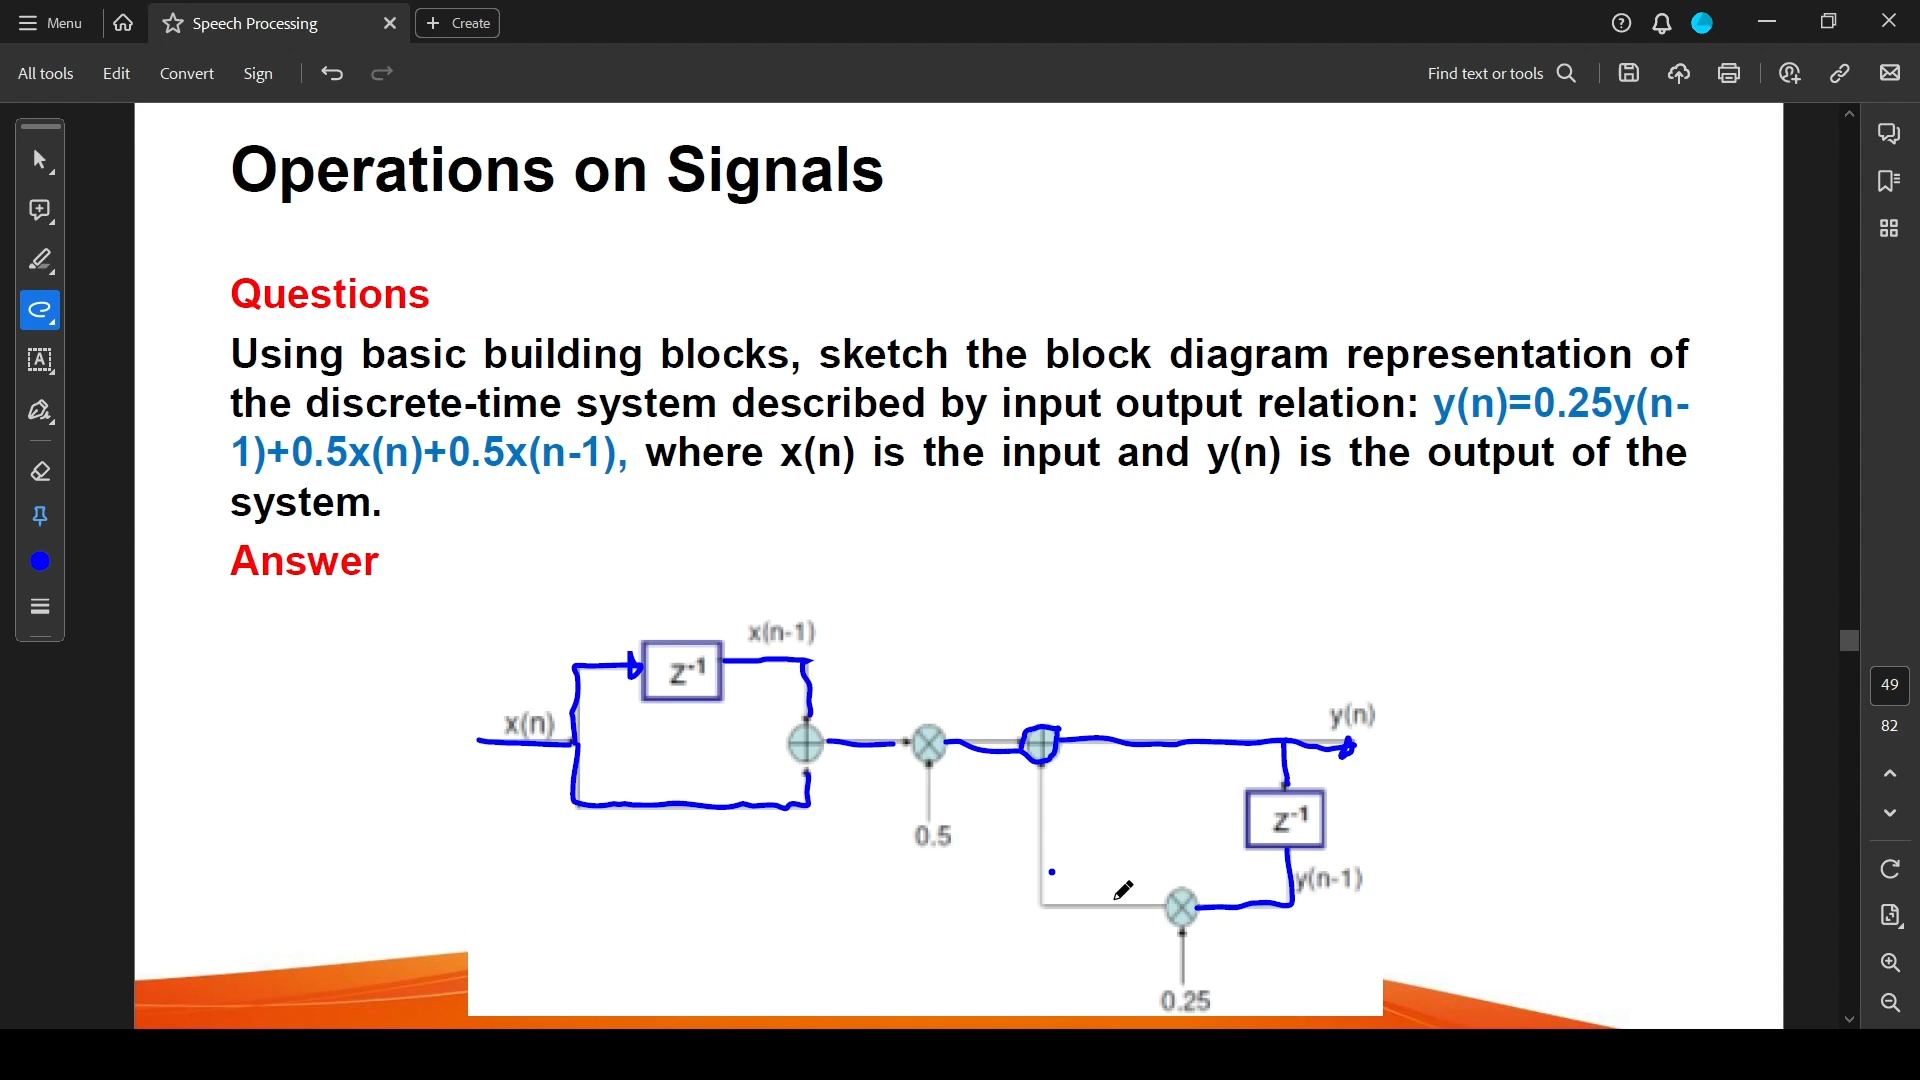 Menu
Speech Processing
Create
All tools
Edit
Convert
Sign
Find text or tools
Operations on Signals
Questions
Using basic building blocks, sketch the block diagram representation of
the discrete-time system described by input output relation: y(n)=0.25y(n-
1)+0.5x(n)+0.5x(n-1), where x(n) is the input and y(n) is the output of the
system.
Answer
x(n-1)
z⁻¹
x(n)
y(n)
0.5
z⁻¹
y(n-1)
0.25
49
82